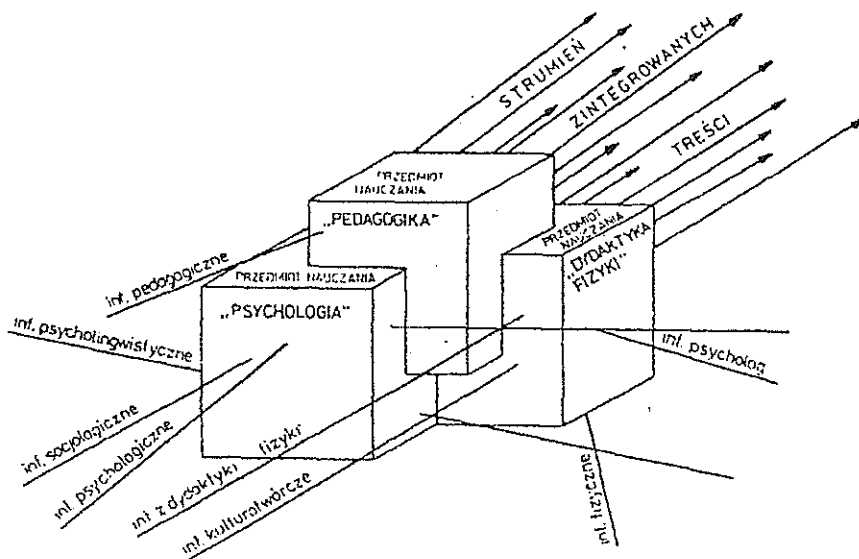 STRUMIEŃ
ZINTEGROWANYCH
TREŚCI
PRZEDMIOT
NAUCZANIA
„PEDAGOGIKA"
PRZEDMIOT
NAUCZANIA
„DYDAKTYKA
FIZYKI"
PRZEDMIOT NAUCZANIA
„PSYCHOLOGIA"
inf. pedagogiczne
inf. psycholingwistyczne
inf. socjologiczne
inf. psychologiczne
inf. z dydaktyki fizyki
inf. kulturotwórcze
inf. psycholog
inf. fizyczne